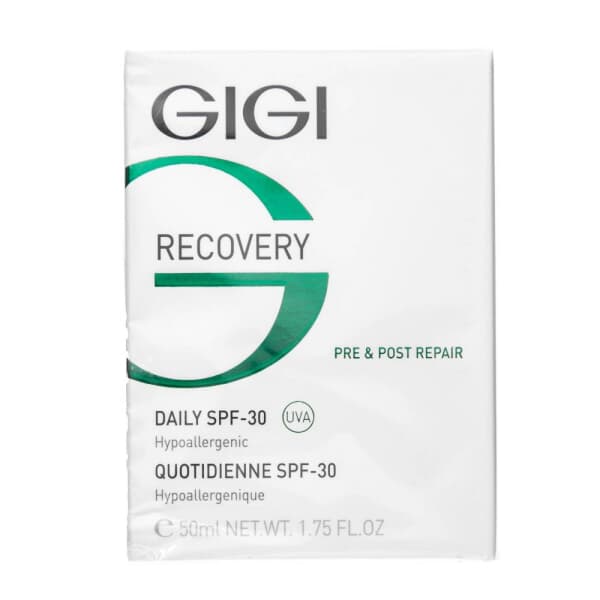 GIGI
RECOVERY
PRE & POST REPAIR
DAILY SPF-30 UVA
Hypoallergenic
QUOTIDIENNE SPF-30
Hypoallergenique
℮ 50ml NET.WT. 1.75 FL.OZ